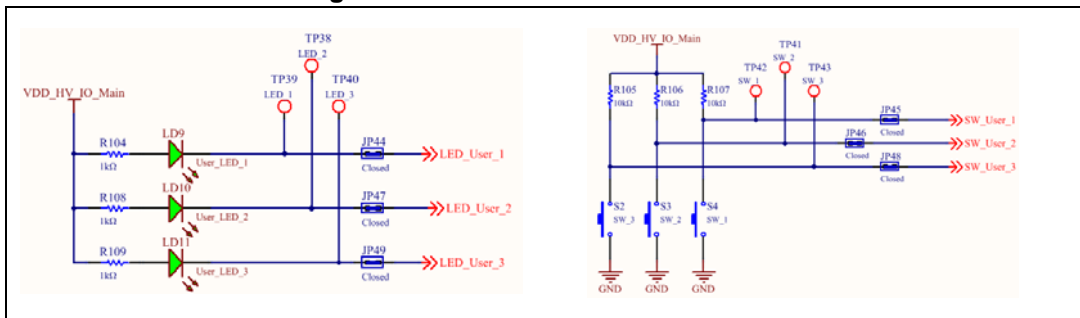 TP38
LED_2
TP39
TP40
LED_1
LED_3
VDD_HV_IO_Main
R104
1kΩ
LD9
User_LED_1
JP44
Closed
LED_User_1
R108
1kΩ
LD10
User_LED_2
JP47
Closed
LED_User_2
R109
1kΩ
LD11
User_LED_3
JP49
Closed
LED_User_3
VDD_HV_IO_Main
TP41
SW_2
TP42
SW_1
TP43
SW_3
R105
10kΩ
R106
10kΩ
R107
10kΩ
JP45
Closed
SW_User_1
JP46
Closed
SW_User_2
JP48
Closed
SW_User_3
S2
SW_3
S3
SW_2
S4
SW_1
GND
GND
GND